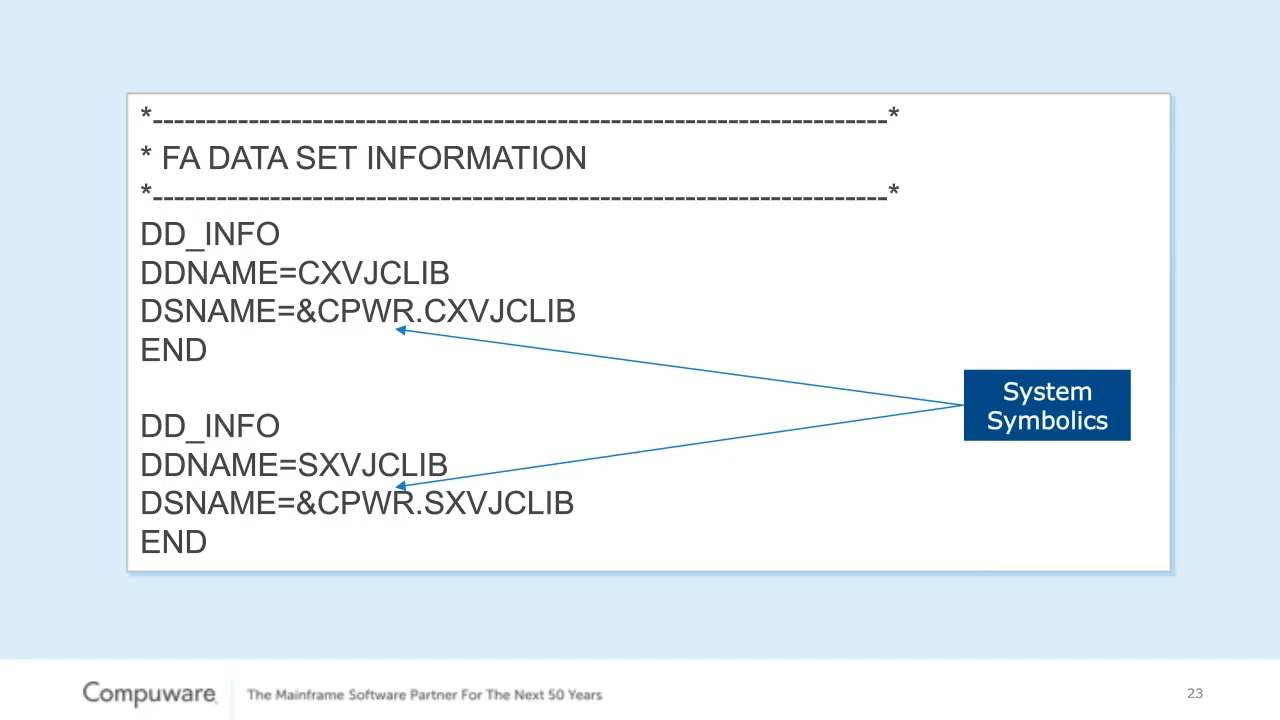 *---------------------------------------------------------------------*
* FA DATA SET INFORMATION
*---------------------------------------------------------------------*
DD_INFO
DDNAME=CXVJCLIB
DSNAME=&CPWR.CXVJCLIB
END
DD_INFO
DDNAME=SXVJCLIB
DSNAME=&CPWR.SXVJCLIB
END
System
Symbolics
Compuware
The Mainframe Software Partner For The Next 50 Years
23